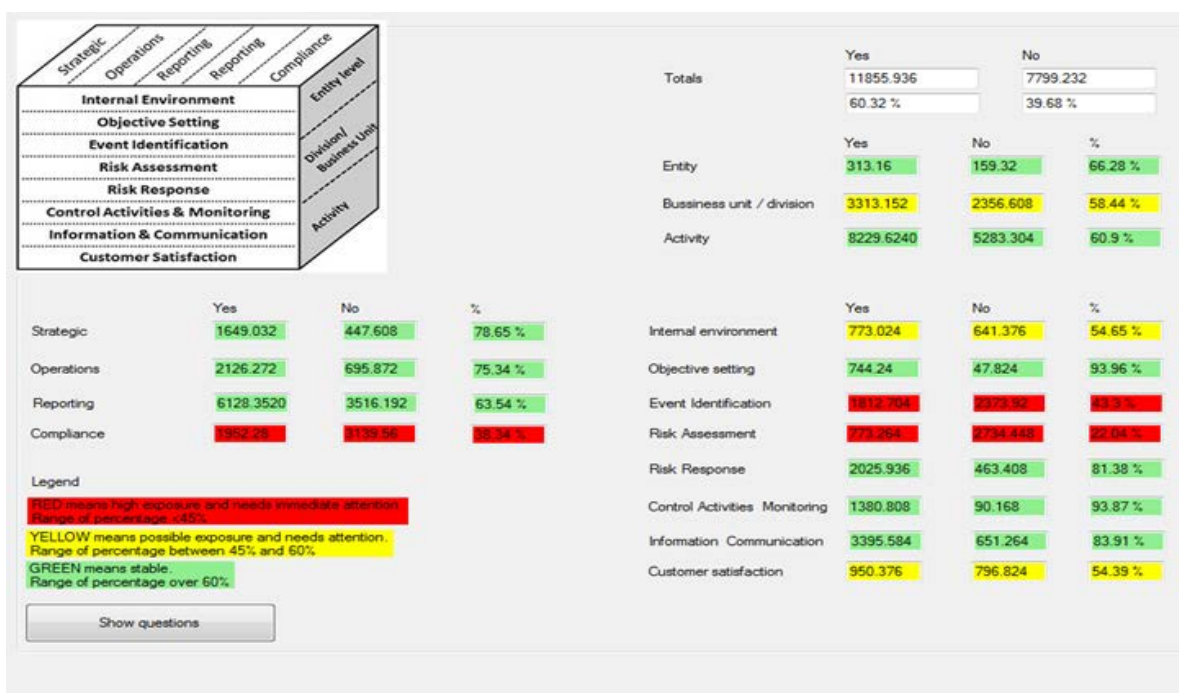 Strategic Operations Reporting Reporting Compliance
Internal Environment
Objective Setting
Event Identification
Risk Assessment
Risk Response
Control Activities & Monitoring
Information & Communication
Customer Satisfaction
Entity level
Division/
Business Unit
Activity
Yes No
Totals 11855.936 7799.232
60.32 % 39.68 %
Yes No %
Entity 313.16 159.32 66.28 %
Bussiness unit / division 3313.152 2356.608 58.44 %
Activity 8229.6240 5283.304 60.9 %
Yes No %
Strategic 1649.032 447.608 78.65 %
Operations 2126.272 695.872 75.34 %
Reporting 6128.3520 3516.192 63.54 %
Compliance 1952.28 3139.56 38.34 %
Legend
RED means high exposure and needs immediate attention.
Range of percentage <45%
YELLOW means possible exposure and needs attention.
Range of percentage between 45% and 60%
GREEN means stable.
Range of percentage over 60%
Show questions
Yes No %
Internal environment 773.024 641.376 54.65 %
Objective setting 744.24 47.824 93.96 %
Event Identification 1812.704 2373.92 43.3 %
Risk Assessment 773.264 2734.448 22.04 %
Risk Response 2025.936 463.408 81.38 %
Control Activities Monitoring 1380.808 90.168 93.87 %
Information Communication 3395.584 651.264 83.91 %
Customer satisfaction 950.376 796.824 54.39 %